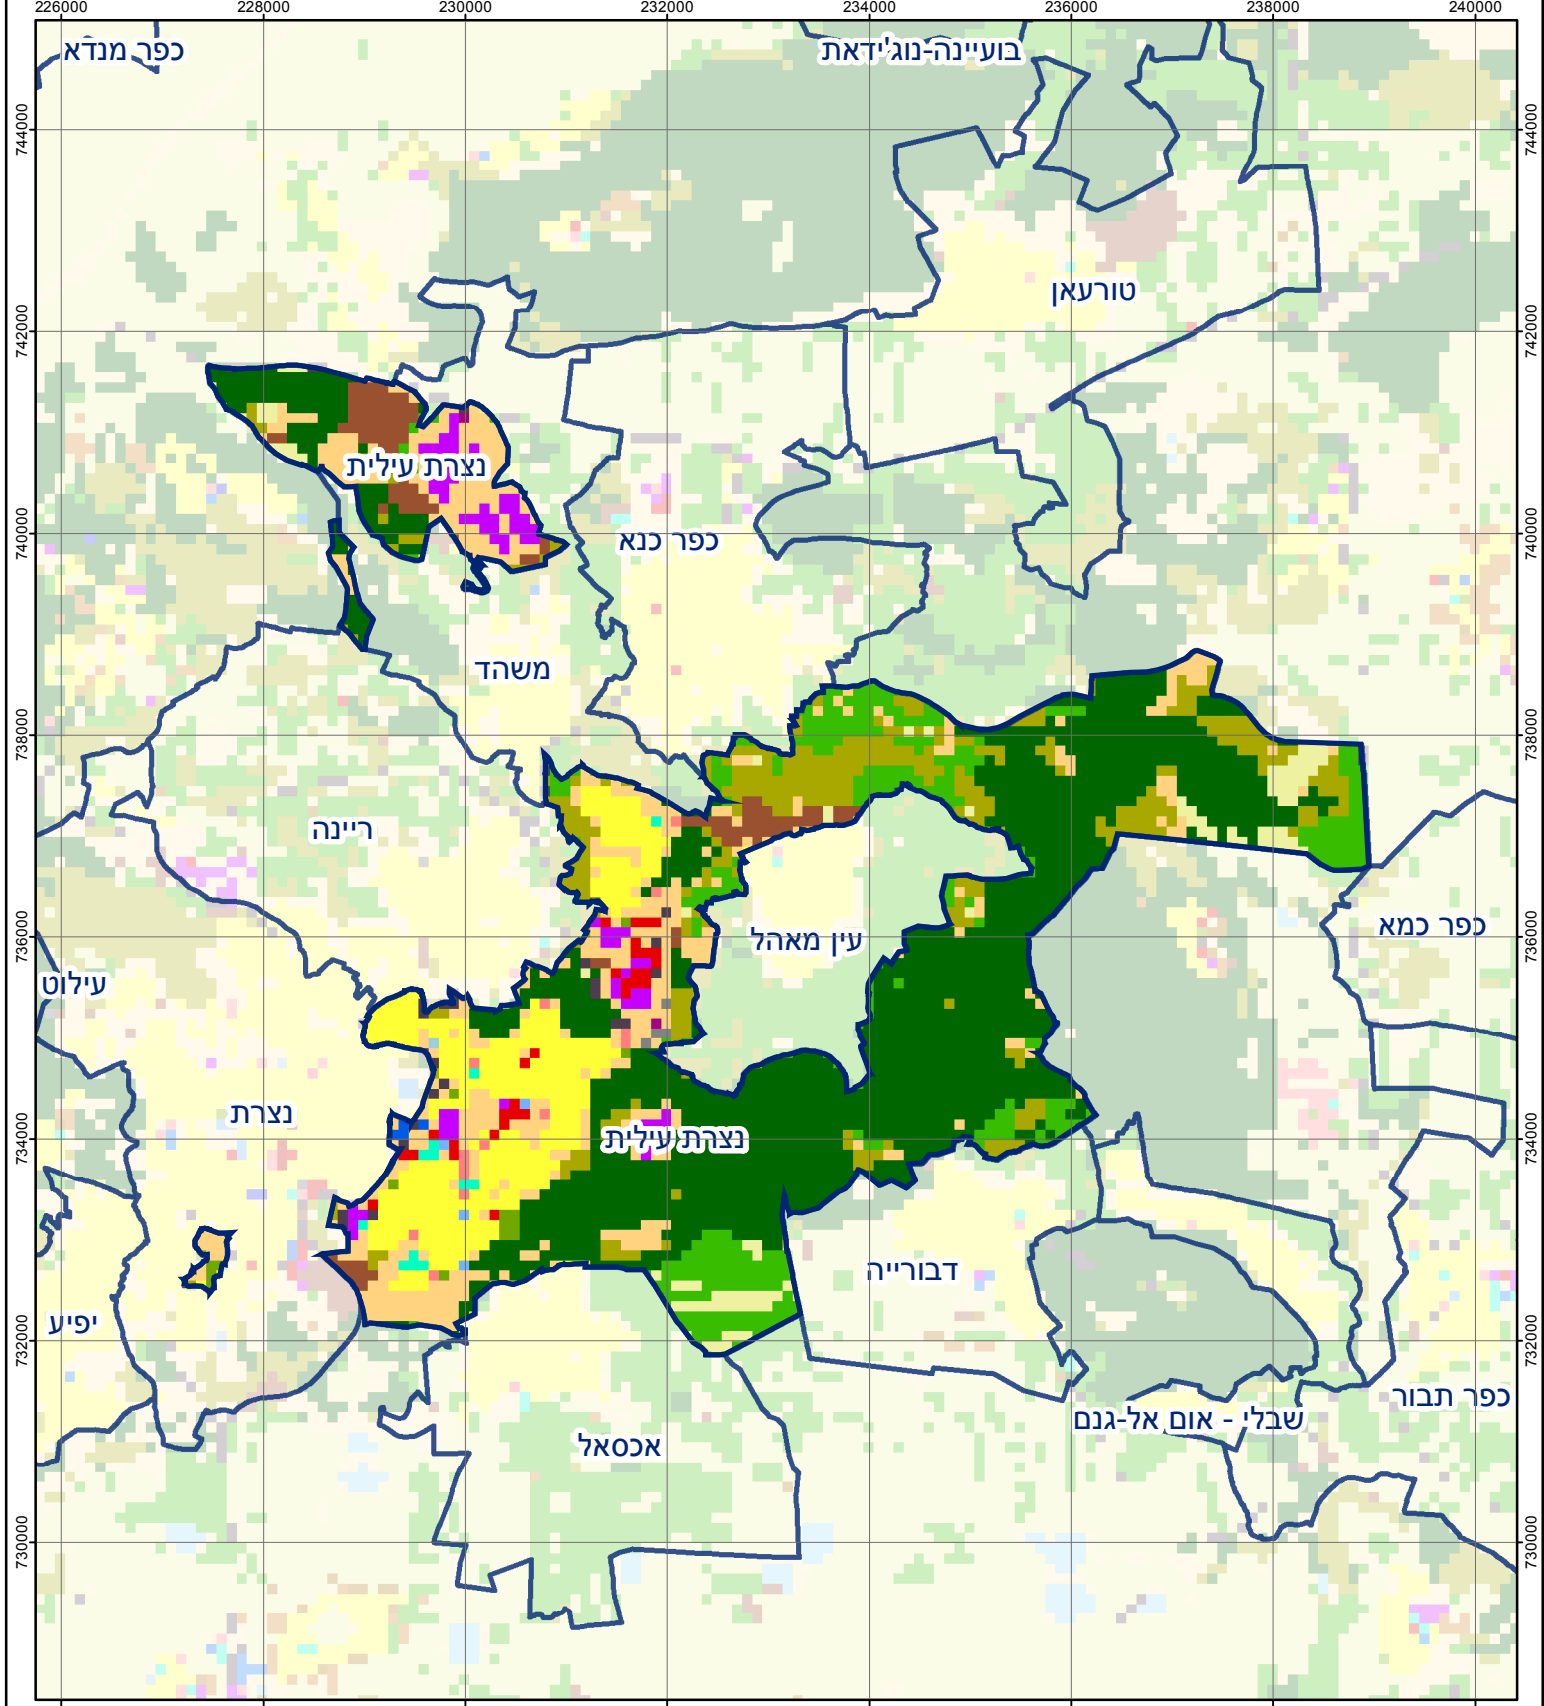 226000 228000 230000 232000 234000 236000 238000 240000
כפר מנדא
בועיינה-נוג'ידאת
744000
744000
טורעאן
742000
742000
נצרת עילית
740000
כפר כנא
740000
משהד
738000
738000
ריינה
736000
עין מאהל
כפר כמא
736000
עילוט
נצרת
734000
נצרת עילית
734000
דבורייה
יפיע
732000
732000
כפר תבור
שבלי - אום אל-גנם
אכסאל
730000
730000